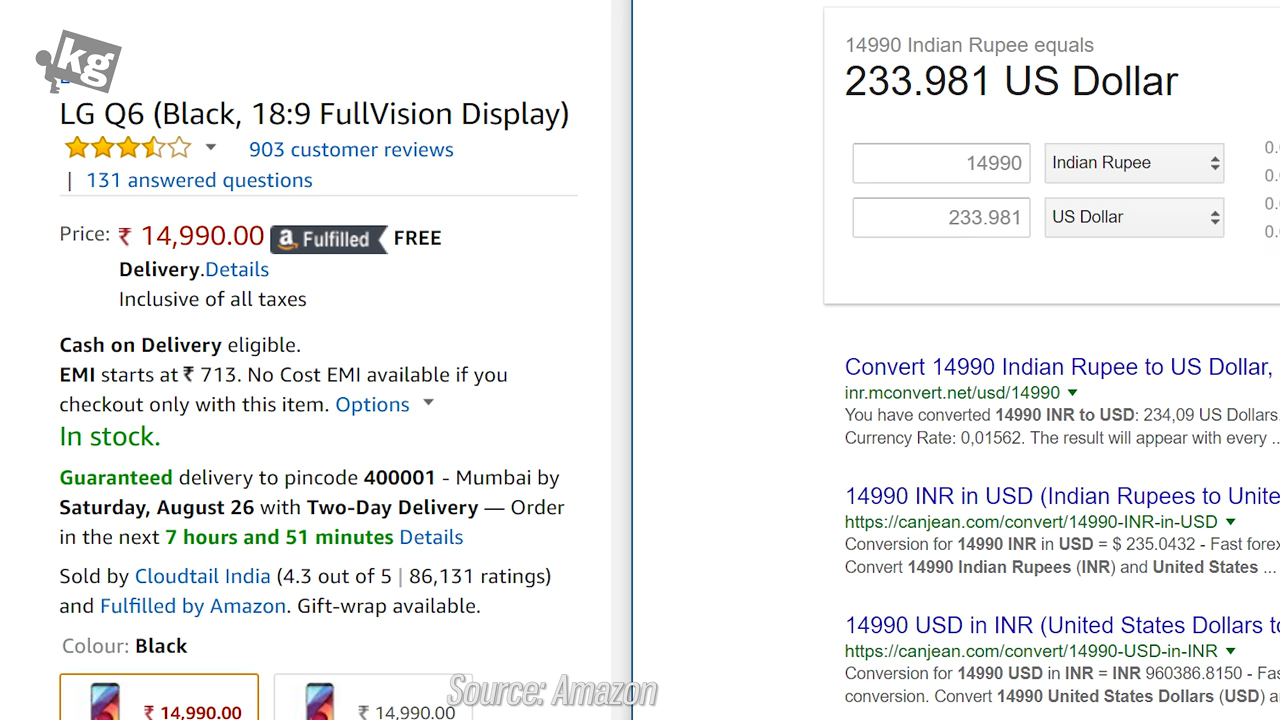 kg
LG Q6 (Black, 18:9 FullVision Display)
903 customer reviews
| 131 answered questions
Price: ₹ 14,990.00 a Fulfilled FREE
Delivery.Details
Inclusive of all taxes
Cash on Delivery eligible.
EMI starts at ₹ 713. No Cost EMI available if you
checkout only with this item. Options
In stock.
Guaranteed delivery to pincode 400001 - Mumbai by
Saturday, August 26 with Two-Day Delivery — Order
in the next 7 hours and 51 minutes Details
Sold by Cloudtail India (4.3 out of 5 | 86,131 ratings)
and Fulfilled by Amazon. Gift-wrap available.
Colour: Black
₹ 14,990.00
₹ 14,990.00
Source: Amazon
14990 Indian Rupee equals
233.981 US Dollar
14990 Indian Rupee
233.981 US Dollar
0.
0.
0.
0.
Convert 14990 Indian Rupee to US Dollar,
inr.mconvert.net/usd/14990
You have converted 14990 INR to USD: 234,09 US Dollars.
Currency Rate: 0,01562. The result will appear with every ...
14990 INR in USD (Indian Rupees to Unite
https://canjean.com/convert/14990-INR-in-USD
Conversion for 14990 INR in USD = $ 235.0432 - Fast forex
Convert 14990 Indian Rupees (INR) and United States ...
14990 USD in INR (United States Dollars to
https://canjean.com/convert/14990-USD-in-INR
Conversion for 14990 USD in INR = INR 960386.8150 - Fas
conversion. Convert 14990 United States Dollars (USD) a